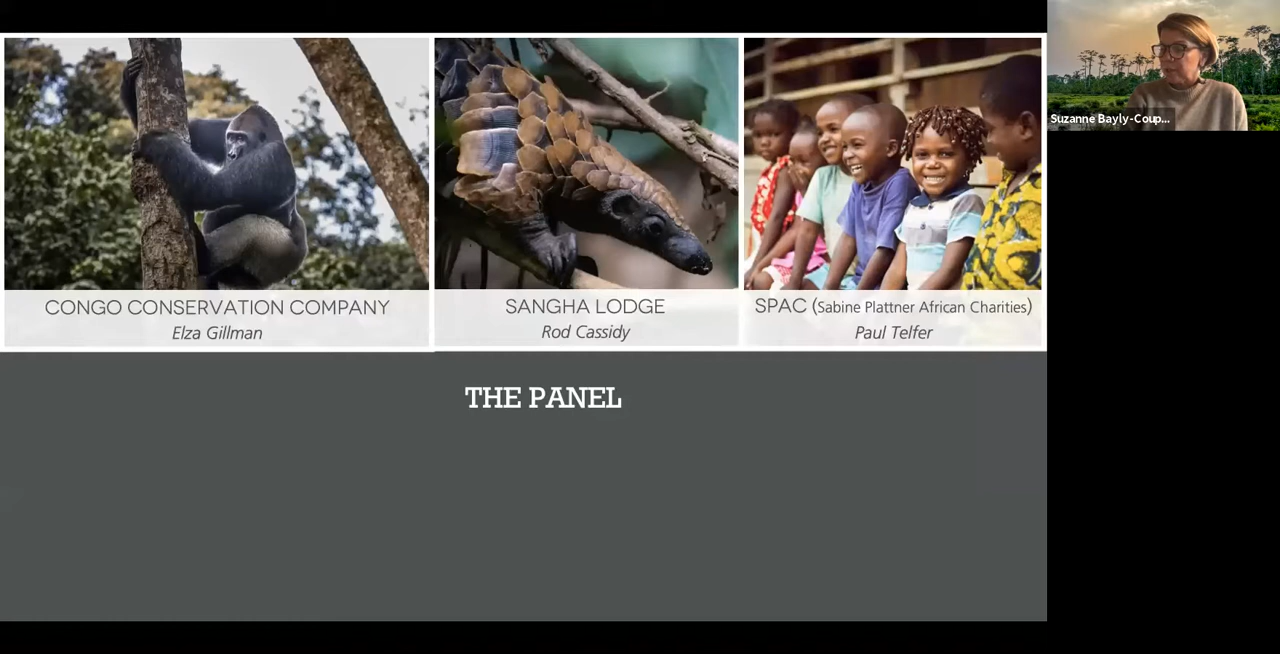 Suzanne Bayly-Coup...
CONGO CONSERVATION COMPANY
Elza Gillman
SANGHA LODGE
Rod Cassidy
SPAC (Sabine Plattner African Charities)
Paul Telfer
THE PANEL